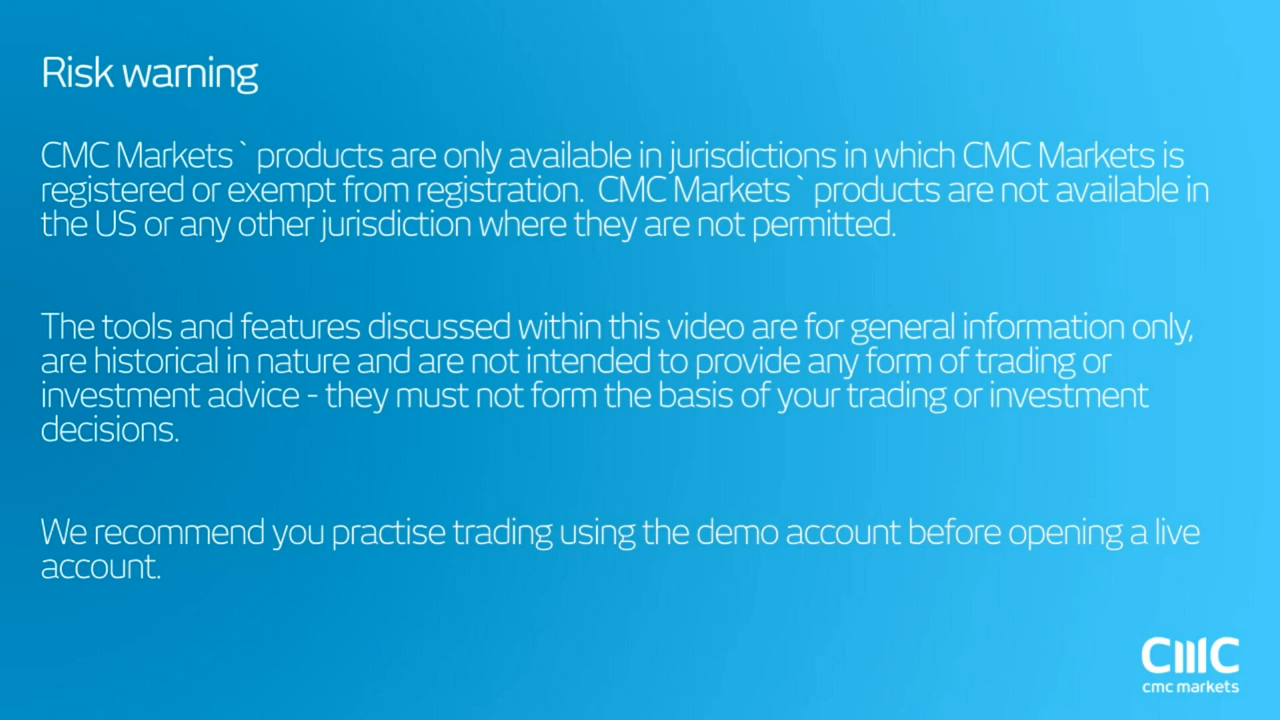 Risk warning
CMC Markets` products are only available in jurisdictions in which CMC Markets is
registered or exempt from registration.  CMC Markets` products are not available in
the US or any other jurisdiction where they are not permitted.
The tools and features discussed within this video are for general information only,
are historical in nature and are not intended to provide any form of trading or
investment advice - they must not form the basis of your trading or investment
decisions.
We recommend you practise trading using the demo account before opening a live
account.
CMC
cmc markets